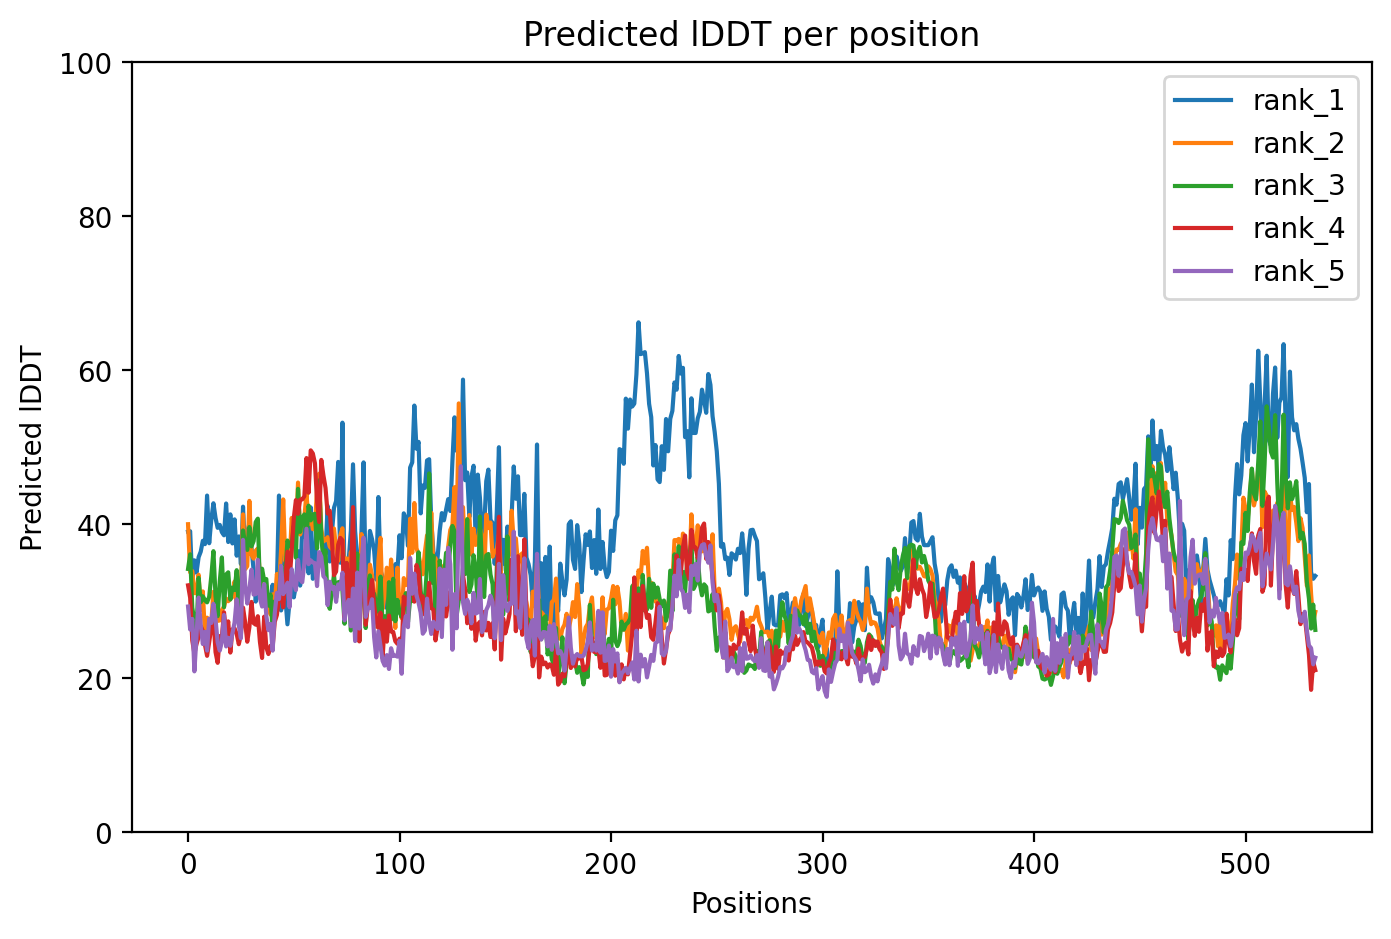 Predicted lDDT per position
100
80
60
40
20
0
Predicted lDDT
0 100 200 300 400 500
Positions
rank_1
rank_2
rank_3
rank_4
rank_5